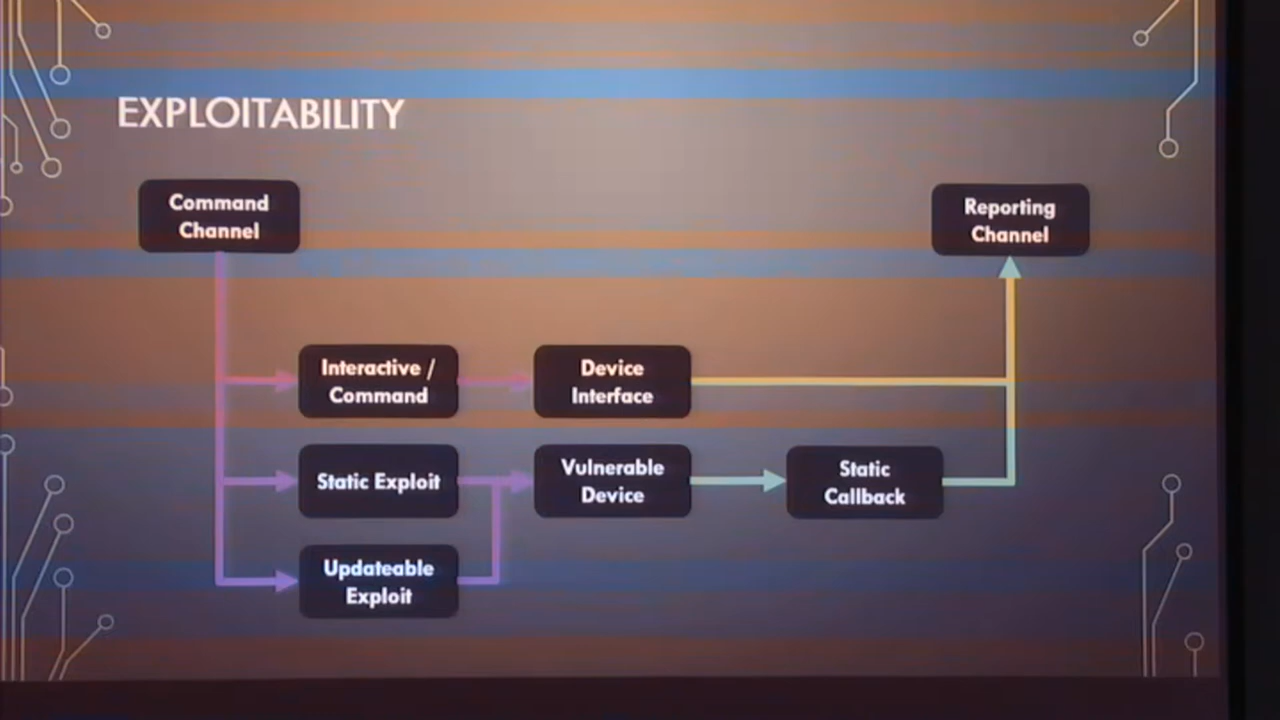 EXPLOITABILITY
Command
Channel
Reporting
Channel
Interactive /
Command
Device
Interface
Static Exploit
Vulnerable
Device
Static
Callback
Updateable
Exploit